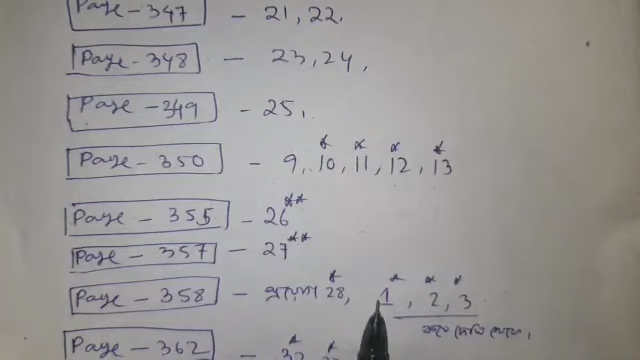 Page - 347 - 21, 22,
Page - 348 - 23, 24,
Page - 349 - 25,
Page - 350 - 9, 10*, 11*, 12*, 13*
Page - 355 - 26**
Page - 357 - 27**
Page - 358 - 28*, 1*, 2*, 3*
Page - 362 - 32*